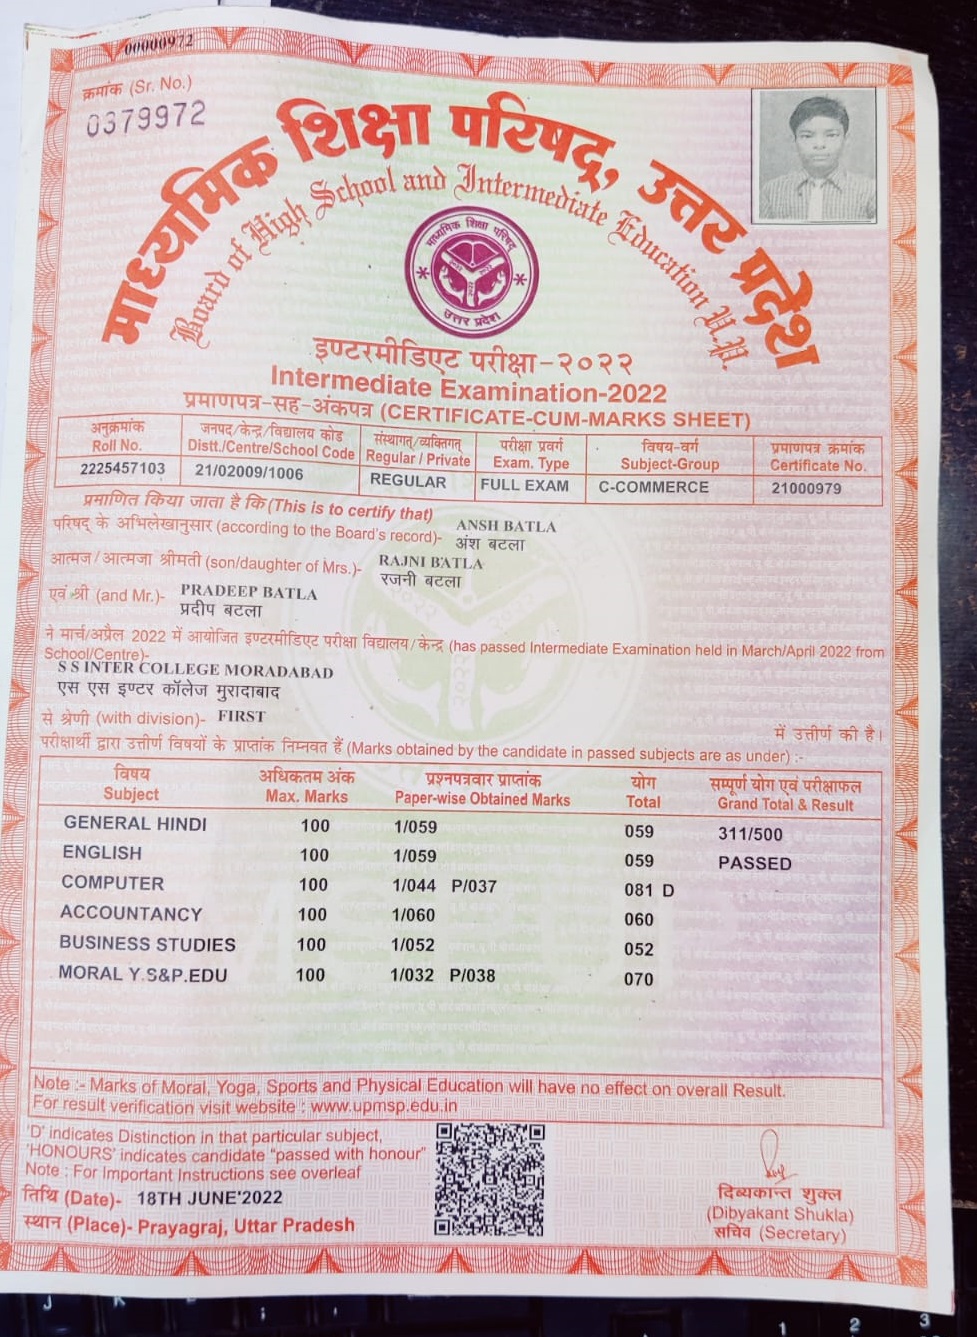 00000972
क्रमांक (Sr. No.)
0379972
माध्यमिक शिक्षा परिषद्, उत्तर प्रदेश
Board of High School and Intermediate Education U.P.
माध्यमिक शिक्षा परिषद्
उत्तर प्रदेश
इण्टरमीडिएट परीक्षा-२०२२
Intermediate Examination-2022
प्रमाणपत्र-सह-अंकपत्र (CERTIFICATE-CUM-MARKS SHEET)
अनुक्रमांक जनपद/केन्द्र/विद्यालय कोड संस्थागत्/व्यक्तिगत् परीक्षा प्रवर्ग विषय-वर्ग प्रमाणपत्र क्रमांक
Roll No. Distt./Centre/School Code Regular / Private Exam. Type Subject-Group Certificate No.
2225457103 21/02009/1006 REGULAR FULL EXAM C-COMMERCE 21000979
प्रमाणित किया जाता है कि (This is to certify that)
परिषद् के अभिलेखानुसार (according to the Board's record)- ANSH BATLA
अंश बटला
आत्मज/आत्मजा श्रीमती (son/daughter of Mrs.)- RAJNI BATLA
रजनी बटला
एवं श्री (and Mr.)- PRADEEP BATLA
प्रदीप बटला
ने मार्च/अप्रैल 2022 में आयोजित इण्टरमीडिएट परीक्षा विद्यालय/केन्द्र (has passed Intermediate Examination held in March/April 2022 from
School/Centre)-
S S INTER COLLEGE MORADABAD
एस एस इण्टर कॉलेज मुरादाबाद
से श्रेणी (with division)- FIRST में उत्तीर्ण की है।
परीक्षार्थी द्वारा उत्तीर्ण विषयों के प्राप्तांक निम्नवत हैं (Marks obtained by the candidate in passed subjects are as under) :-
विषय अधिकतम अंक प्रश्नपत्रवार प्राप्तांक योग सम्पूर्ण योग एवं परीक्षाफल
Subject Max. Marks Paper-wise Obtained Marks Total Grand Total & Result
GENERAL HINDI 100 1/059 059 311/500
ENGLISH 100 1/059 059 PASSED
COMPUTER 100 1/044 P/037 081 D
ACCOUNTANCY 100 1/060 060
BUSINESS STUDIES 100 1/052 052
MORAL Y.S&P.EDU 100 1/032 P/038 070
Note :- Marks of Moral, Yoga, Sports and Physical Education will have no effect on overall Result.
For result verification visit website : www.upmsp.edu.in
'D' indicates Distinction in that particular subject,
'HONOURS' indicates candidate "passed with honour"
Note : For Important Instructions see overleaf
तिथि (Date)- 18TH JUNE'2022
स्थान (Place)- Prayagraj, Uttar Pradesh
दिब्यकान्त शुक्ल
(Dibyakant Shukla)
सचिव (Secretary)
J K
; 1 2 3